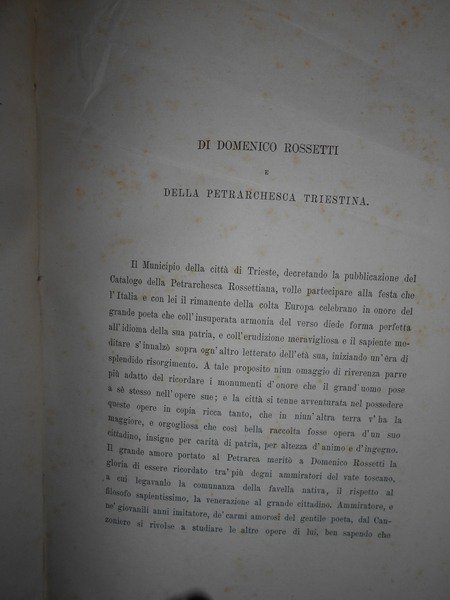 DI DOMENICO ROSSETTI
E
DELLA PETRARCHESCA TRIESTINA.
Il Municipio della città di Trieste, decretando la pubblicazione del
Catalogo della Petrarchesca Rossettiana, volle partecipare alla festa che
l'Italia e con lei il rimanente della colta Europa celebrano in onore del
grande poeta che coll'insuperata armonia del verso diede forma perfetta
all'idioma della sua patria, e coll'erudizione meravigliosa e il sapiente mo-
ditare s'innalzò sopra ogn'altro letterato dell'età sua, iniziando un'èra di
splendido risorgimento. A tale proposito niun omaggio di riverenza parve
più adatto del ricordare i monumenti d'onore che il grand'uomo pose
a sè stesso nell'opere sue; e la città si tenne avventurata nel possedere
queste opere in copia ricca tanto, che in niun'altra terra v'ha la
maggiore, e orgogliosa che così bella raccolta fosse opera d'un suo
cittadino, insigne per carità di patria, per altezza d'animo e d'ingegno.
Il grande amore portato al Petrarca meritò a Domenico Rossetti la
gloria di essere ricordato tra' più degni ammiratori del vate toscano,
a cui legavanlo la comunanza della favella nativa, il rispetto al
filosofo sapientissimo, la venerazione al grande cittadino. Ammiratore, e
ne' giovanili anni imitatore, de' carmi amorosi del gentile poeta, dal Can-
zoniere si rivolse a studiare le altre opere di lui, ben sapendo che